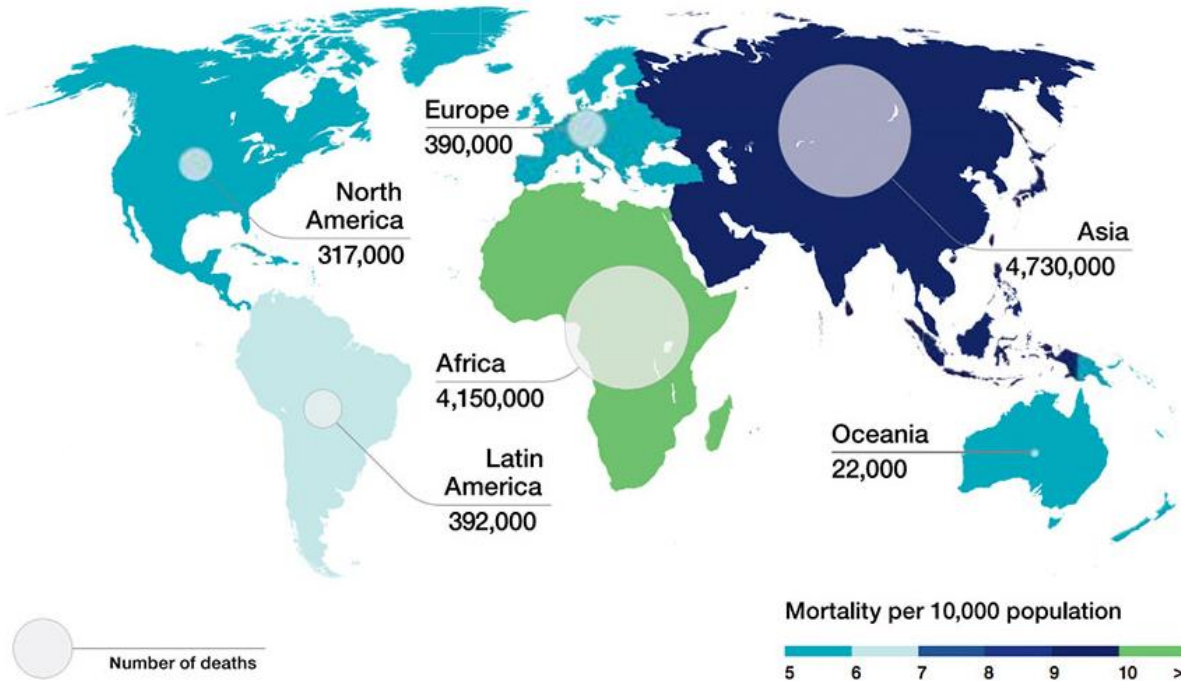 Europe
390,000
North
America
317,000
Asia
4,730,000
Africa
4,150,000
Oceania
22,000
Latin
America
392,000
Mortality per 10,000 population
Number of deaths
5 6 7 8 9 10 >